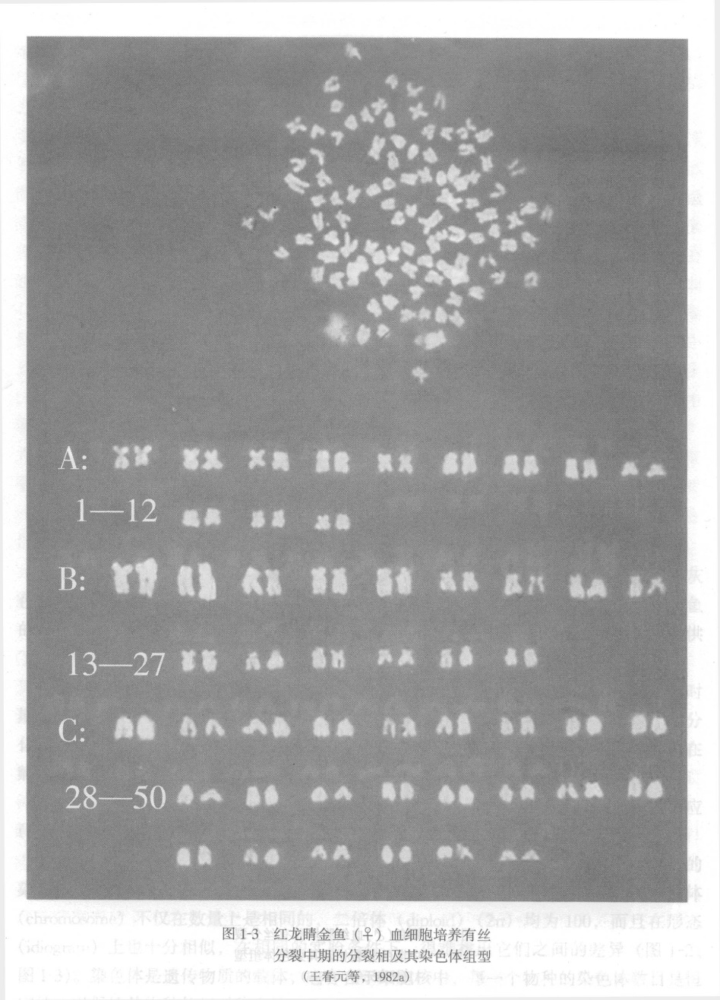 A:
1—12
B:
13—27
C:
28—50
图 1-3 红龙睛金鱼(♀)血细胞培养有丝
分裂中期的分裂相及其染色体组型
(王春元等,1982a)